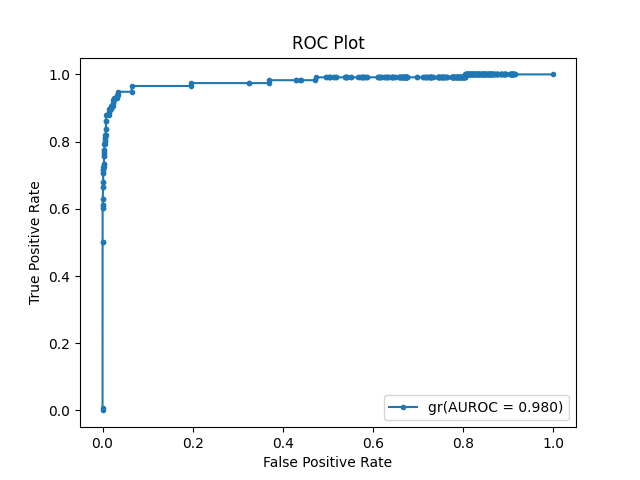 ROC Plot
1.0
0.8
0.6
0.4
0.2
0.0
True Positive Rate
gr(AUROC = 0.980)
0.0 0.2 0.4 0.6 0.8 1.0
False Positive Rate